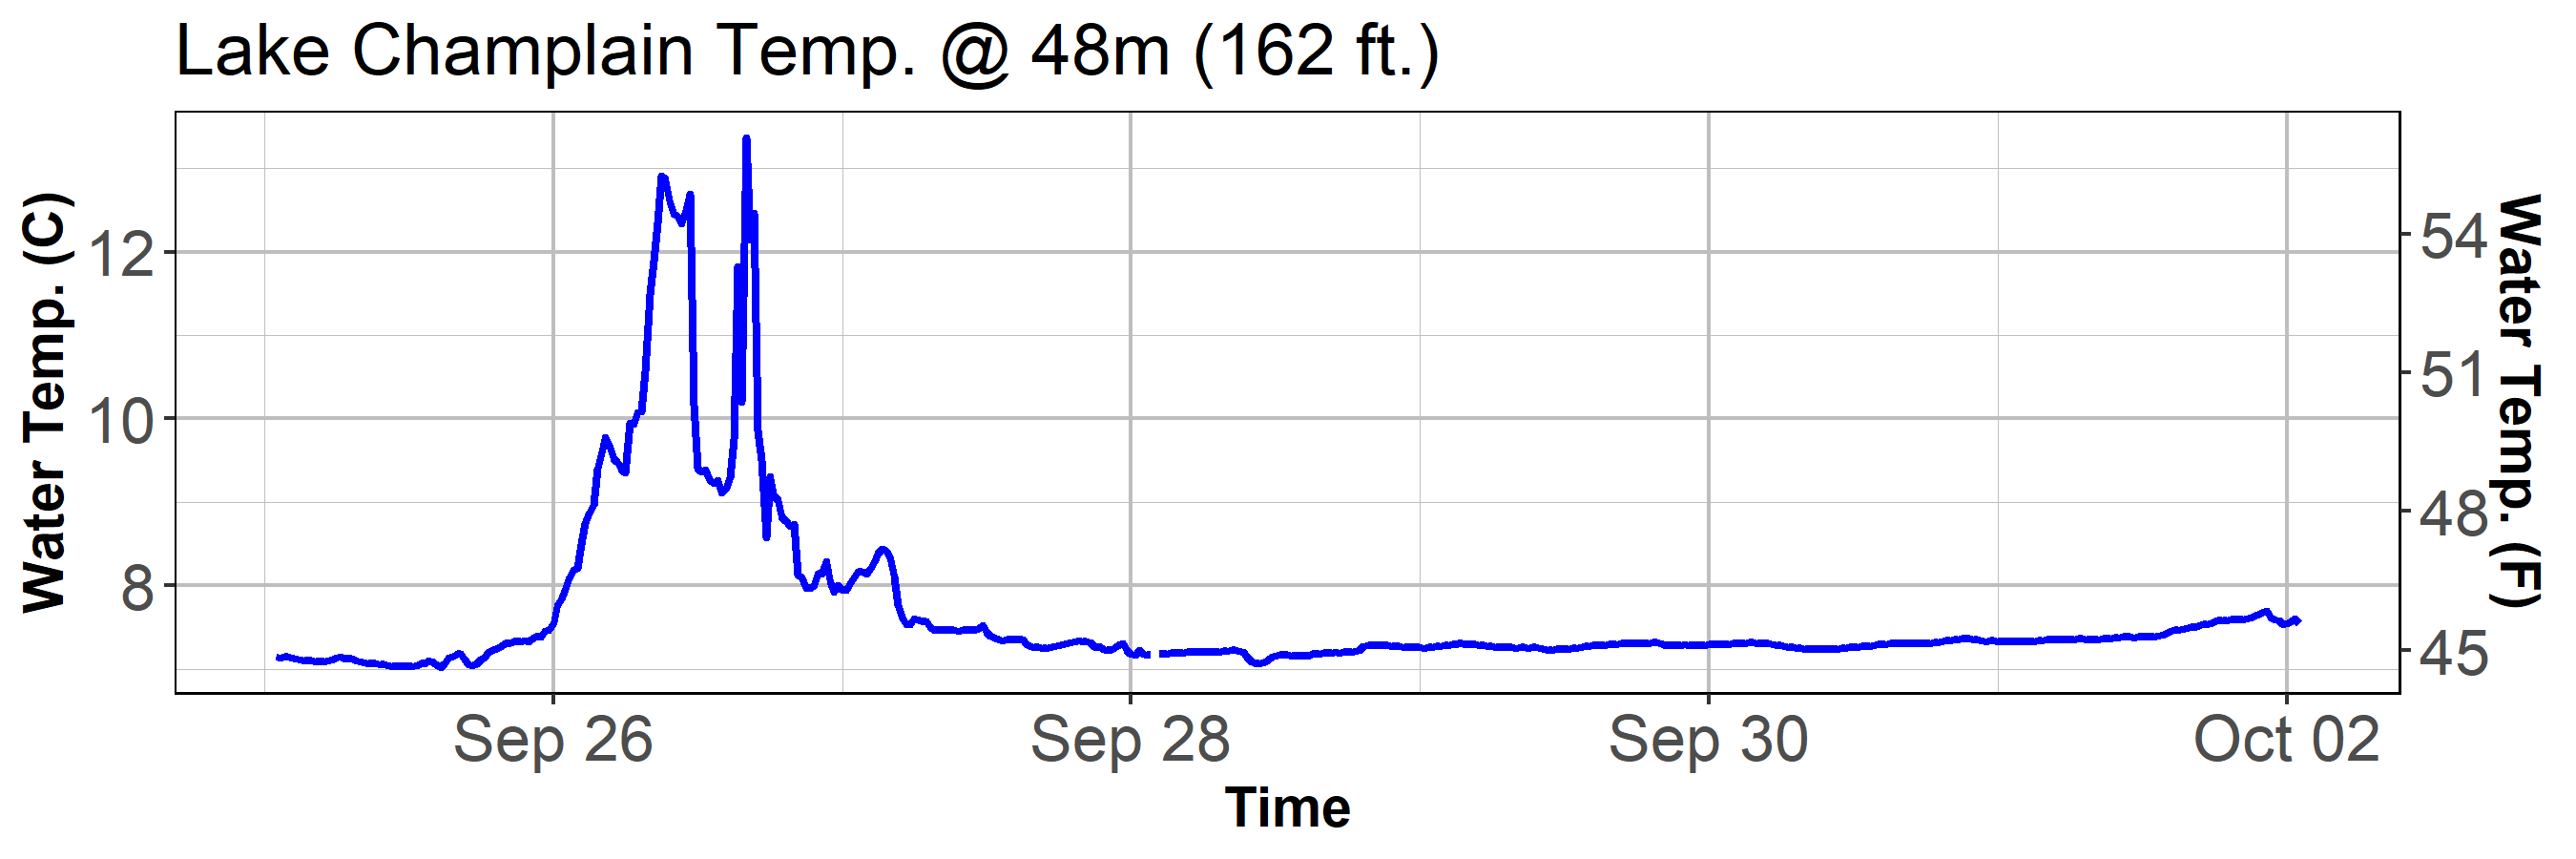 Lake Champlain Temp. @ 48m (162 ft.)
Water Temp. (C)
12
10
8
54
51
48
45
Water Temp. (F)
Sep 26 Sep 28 Sep 30 Oct 02
Time